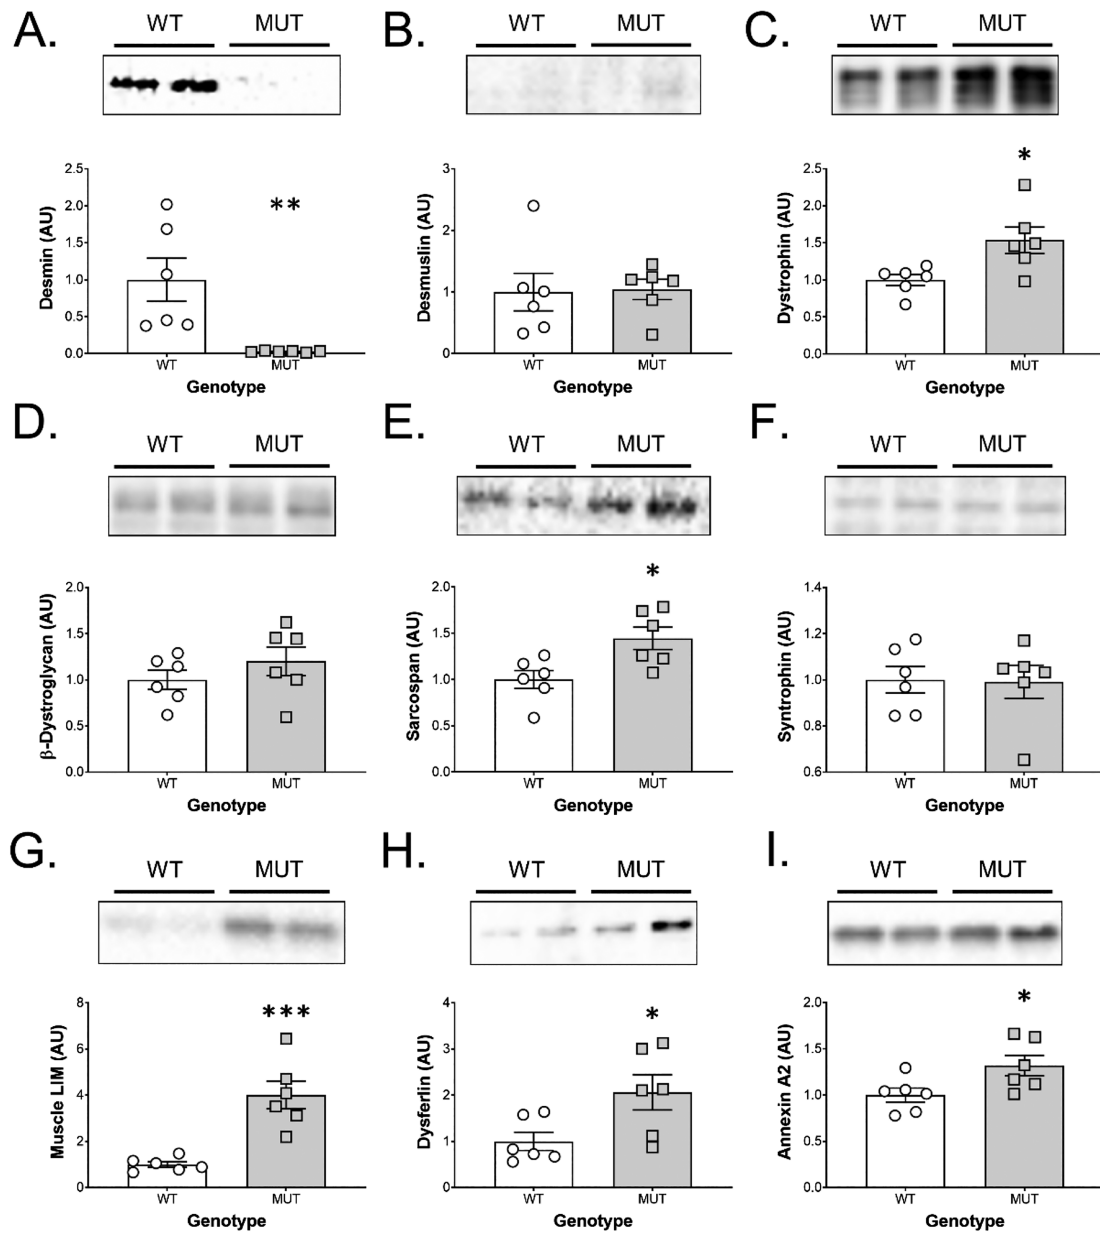 A. WT MUT
B. WT MUT
C. WT MUT
Desmin (AU)
2.5
2.0
1.5
1.0
0.5
0.0
**
WT MUT
Genotype
Desmuslin (AU)
3
2
1
0
WT MUT
Genotype
Dystrophin (AU)
2.5
2.0
1.5
1.0
0.5
0.0
*
WT MUT
Genotype
D. WT MUT
E. WT MUT
F. WT MUT
β-Dystroglycan (AU)
2.0
1.5
1.0
0.5
0.0
WT MUT
Genotype
Sarcospan (AU)
2.0
1.5
1.0
0.5
0.0
*
WT MUT
Genotype
Syntrophin (AU)
1.4
1.2
1.0
0.8
0.6
WT MUT
Genotype
G. WT MUT
H. WT MUT
I. WT MUT
Muscle LIM (AU)
8
6
4
2
0
***
WT MUT
Genotype
Dysferlin (AU)
4
3
2
1
0
*
WT MUT
Genotype
Annexin A2 (AU)
2.0
1.5
1.0
0.5
0.0
*
WT MUT
Genotype